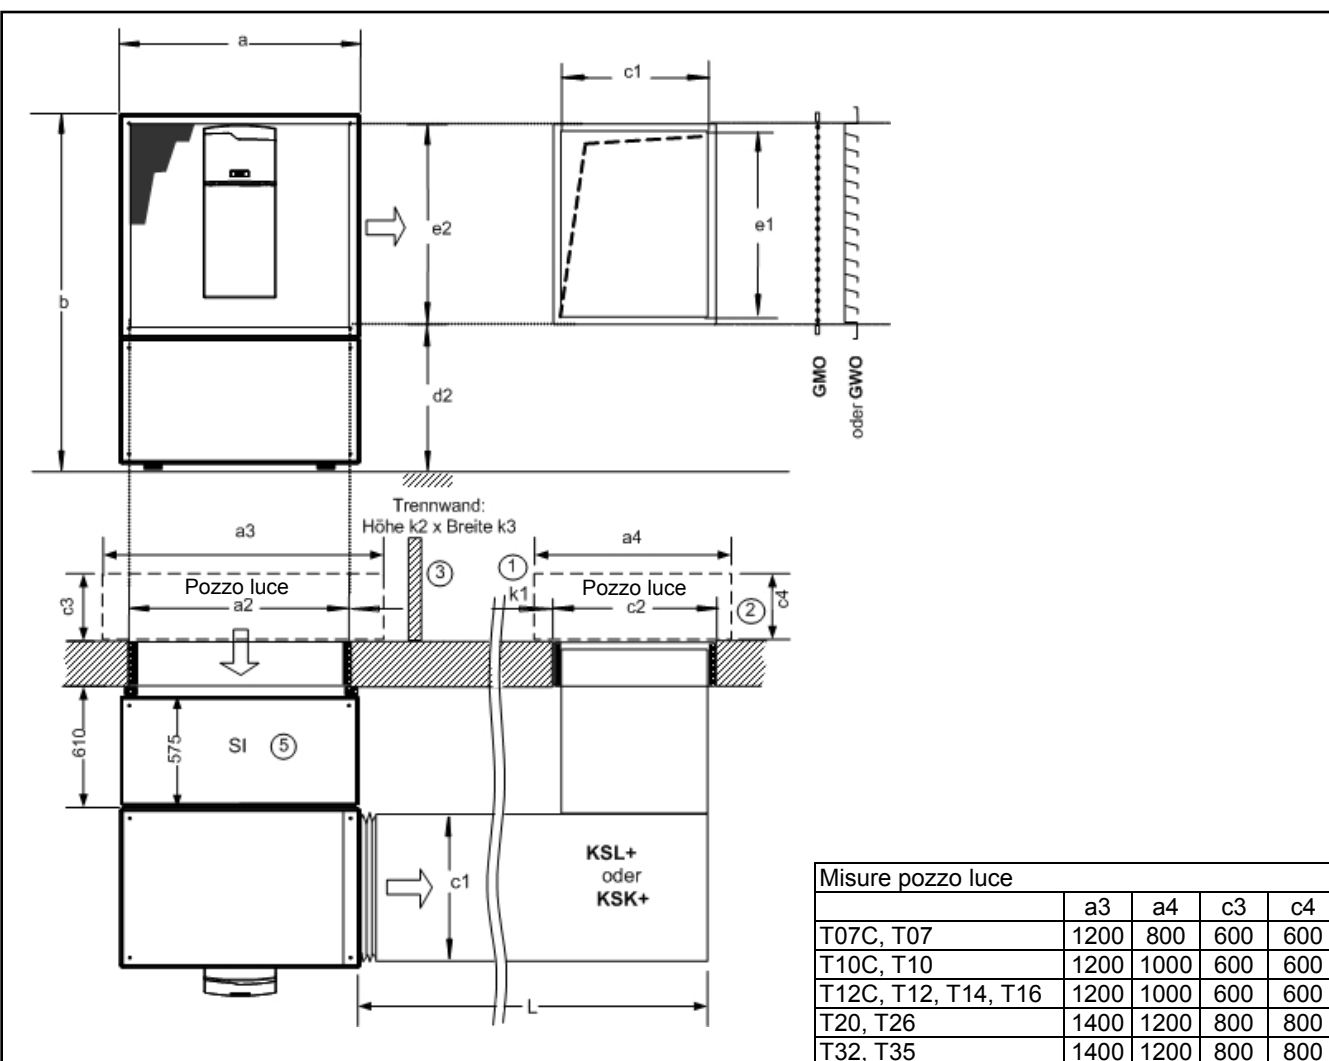 a
c1
e2
e1
b
d2
GMO
oder GWO
Trennwand:
Höhe k2 x Breite k3
a3
a4
3
1
Pozzo luce
k1
Pozzo luce
c3
a2
c2
2
c4
610
575
SI 5
c1
KSL+
oder
KSK+
L
Misure pozzo luce
a3 a4 c3 c4
T07C, T07 1200 800 600 600
T10C, T10 1200 1000 600 600
T12C, T12, T14, T16 1200 1000 600 600
T20, T26 1400 1200 800 800
T32, T35 1400 1200 800 800